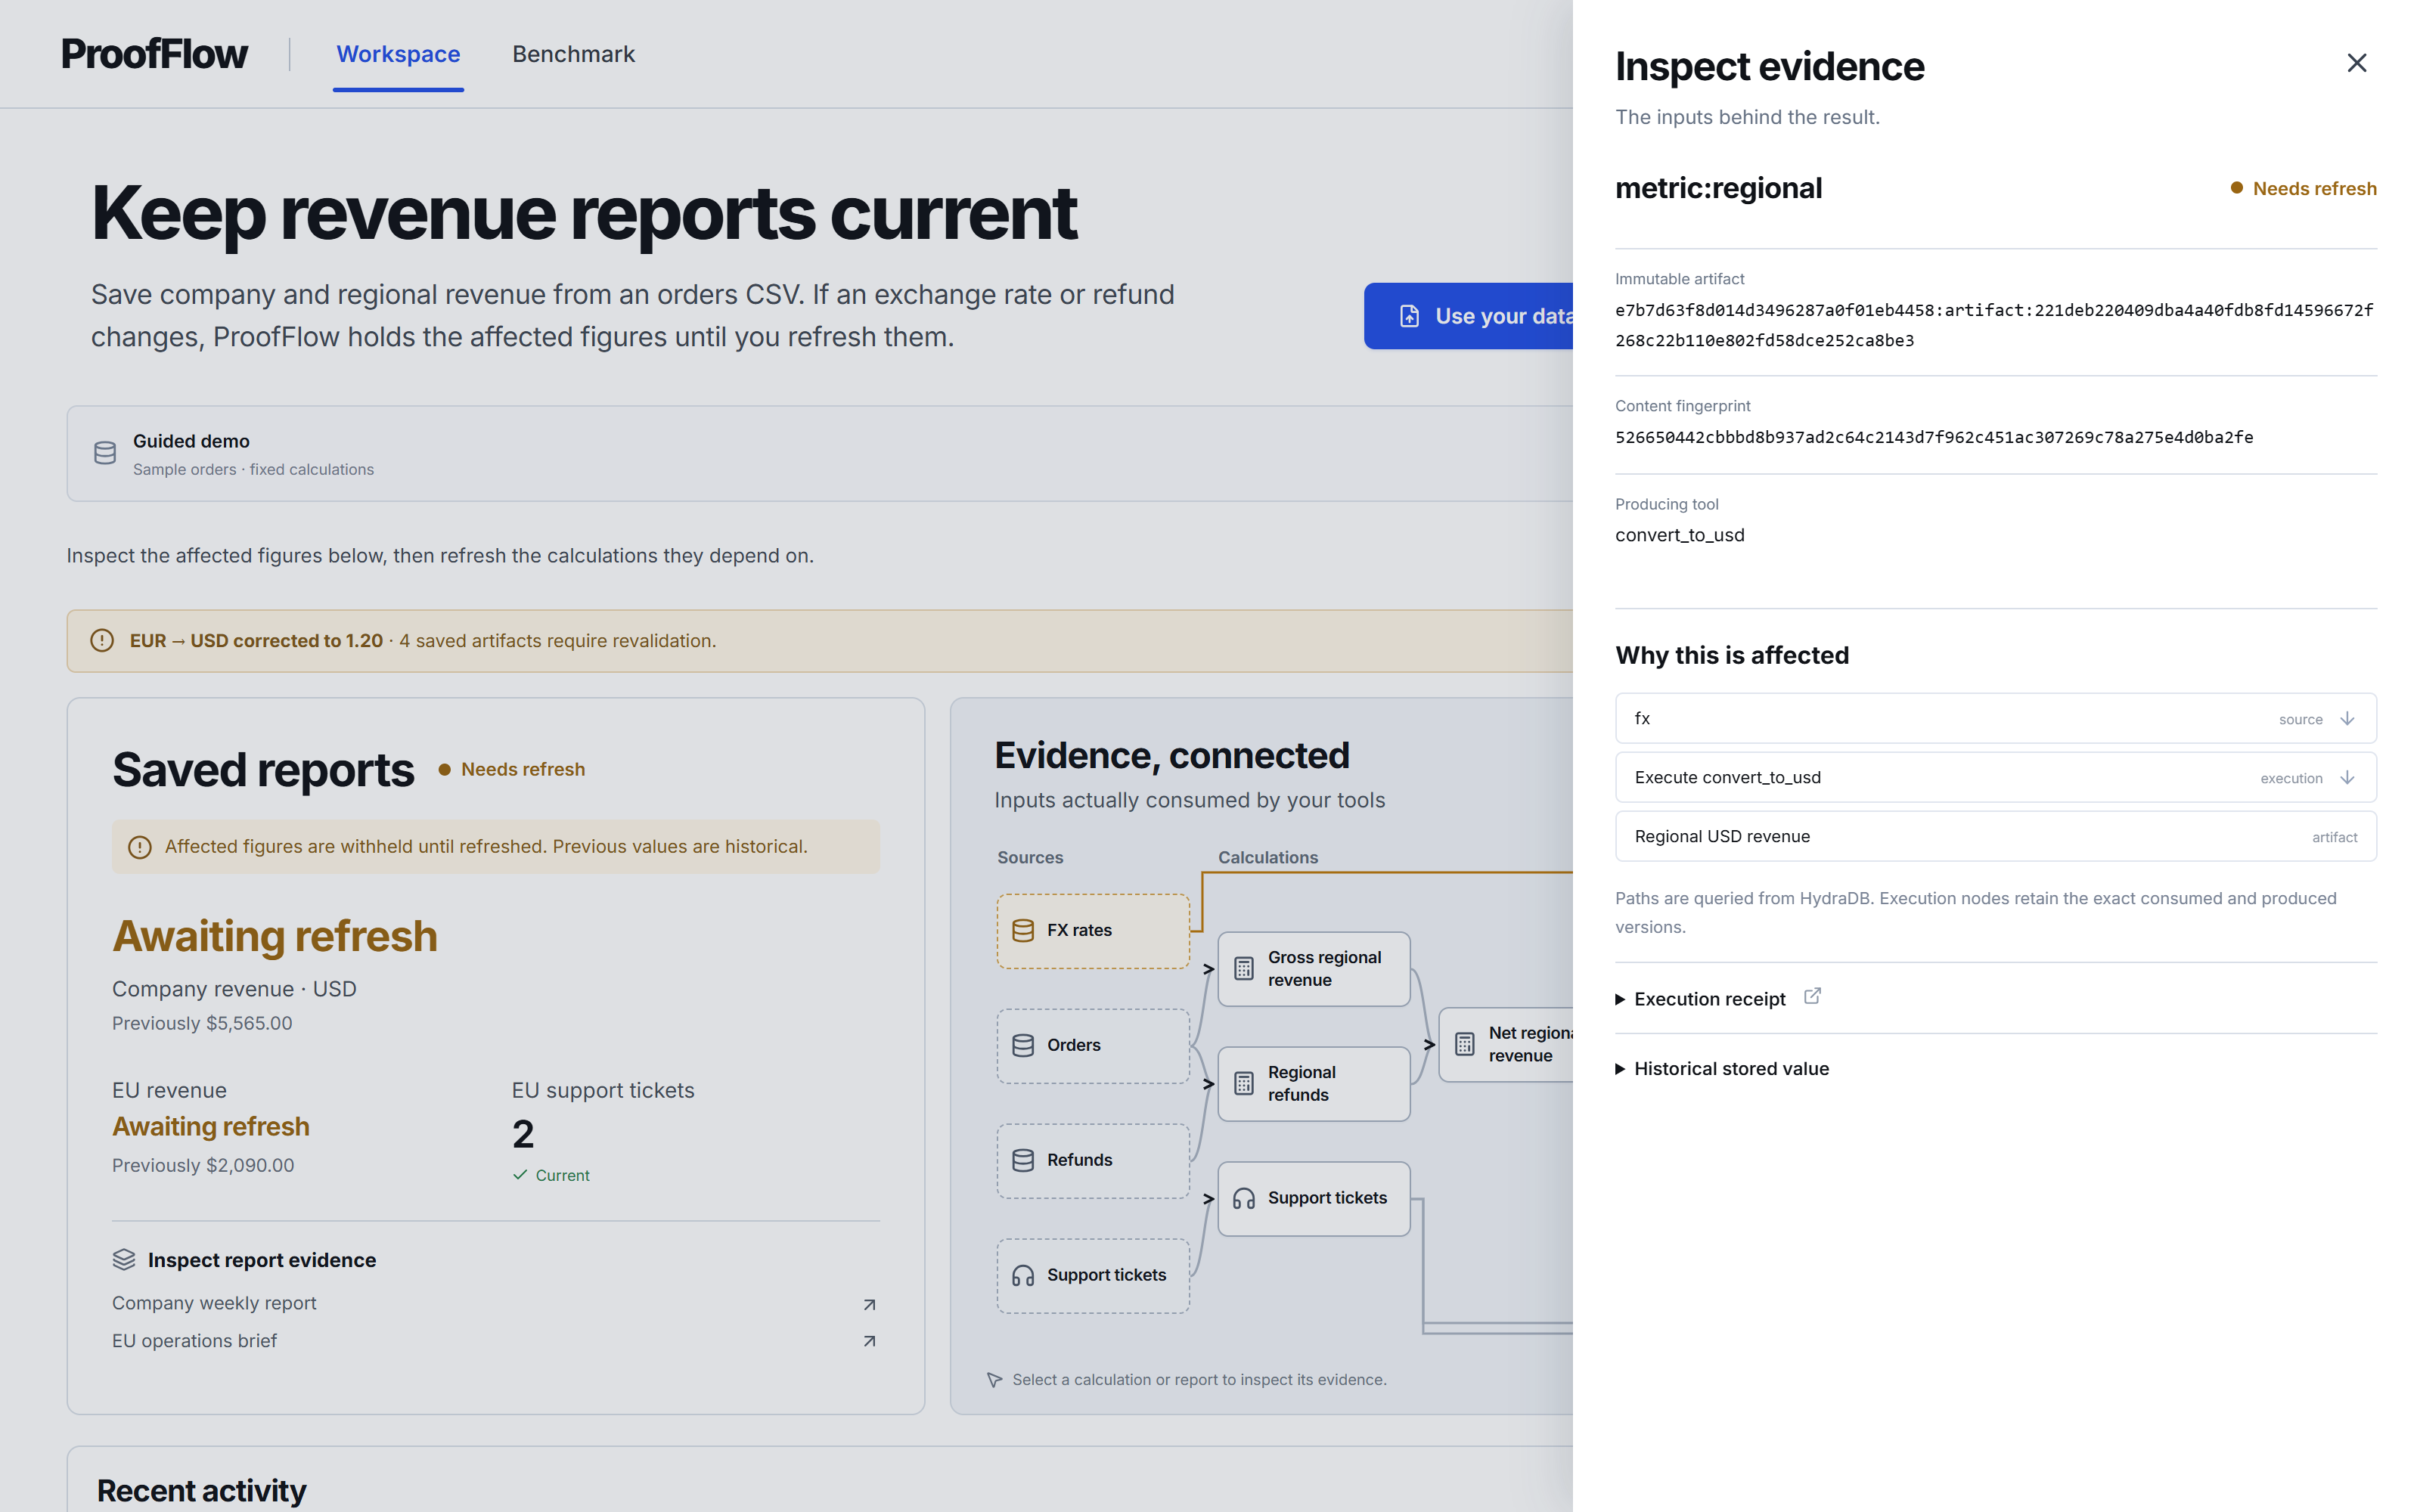 ProofFlow
Workspace
Benchmark
Keep revenue reports current
Save company and regional revenue from an orders CSV. If an exchange rate or refund
changes, ProofFlow holds the affected figures until you refresh them.
Use your data
Guided demo
Sample orders · fixed calculations
Inspect the affected figures below, then refresh the calculations they depend on.
EUR → USD corrected to 1.20 · 4 saved artifacts require revalidation.
Saved reports
Needs refresh
Affected figures are withheld until refreshed. Previous values are historical.
Awaiting refresh
Company revenue · USD
Previously $5,565.00
EU revenue
Awaiting refresh
Previously $2,090.00
EU support tickets
2
Current
Inspect report evidence
Company weekly report
EU operations brief
Evidence, connected
Inputs actually consumed by your tools
Sources
Calculations
FX rates
Orders
Refunds
Support tickets
Gross regional
revenue
Regional
refunds
Support tickets
Net regional
revenue
Select a calculation or report to inspect its evidence.
Recent activity
Inspect evidence
The inputs behind the result.
metric:regional
Needs refresh
Immutable artifact
e7b7d63f8d014d3496287a0f01eb4458:artifact:221deb220409dba4a40fdb8fd14596672f
268c22b110e802fd58dce252ca8be3
Content fingerprint
526650442cbbbd8b937ad2c64c2143d7f962c451ac307269c78a275e4d0ba2fe
Producing tool
convert_to_usd
Why this is affected
fx
source
Execute convert_to_usd
execution
Regional USD revenue
artifact
Paths are queried from HydraDB. Execution nodes retain the exact consumed and produced
versions.
Execution receipt
Historical stored value